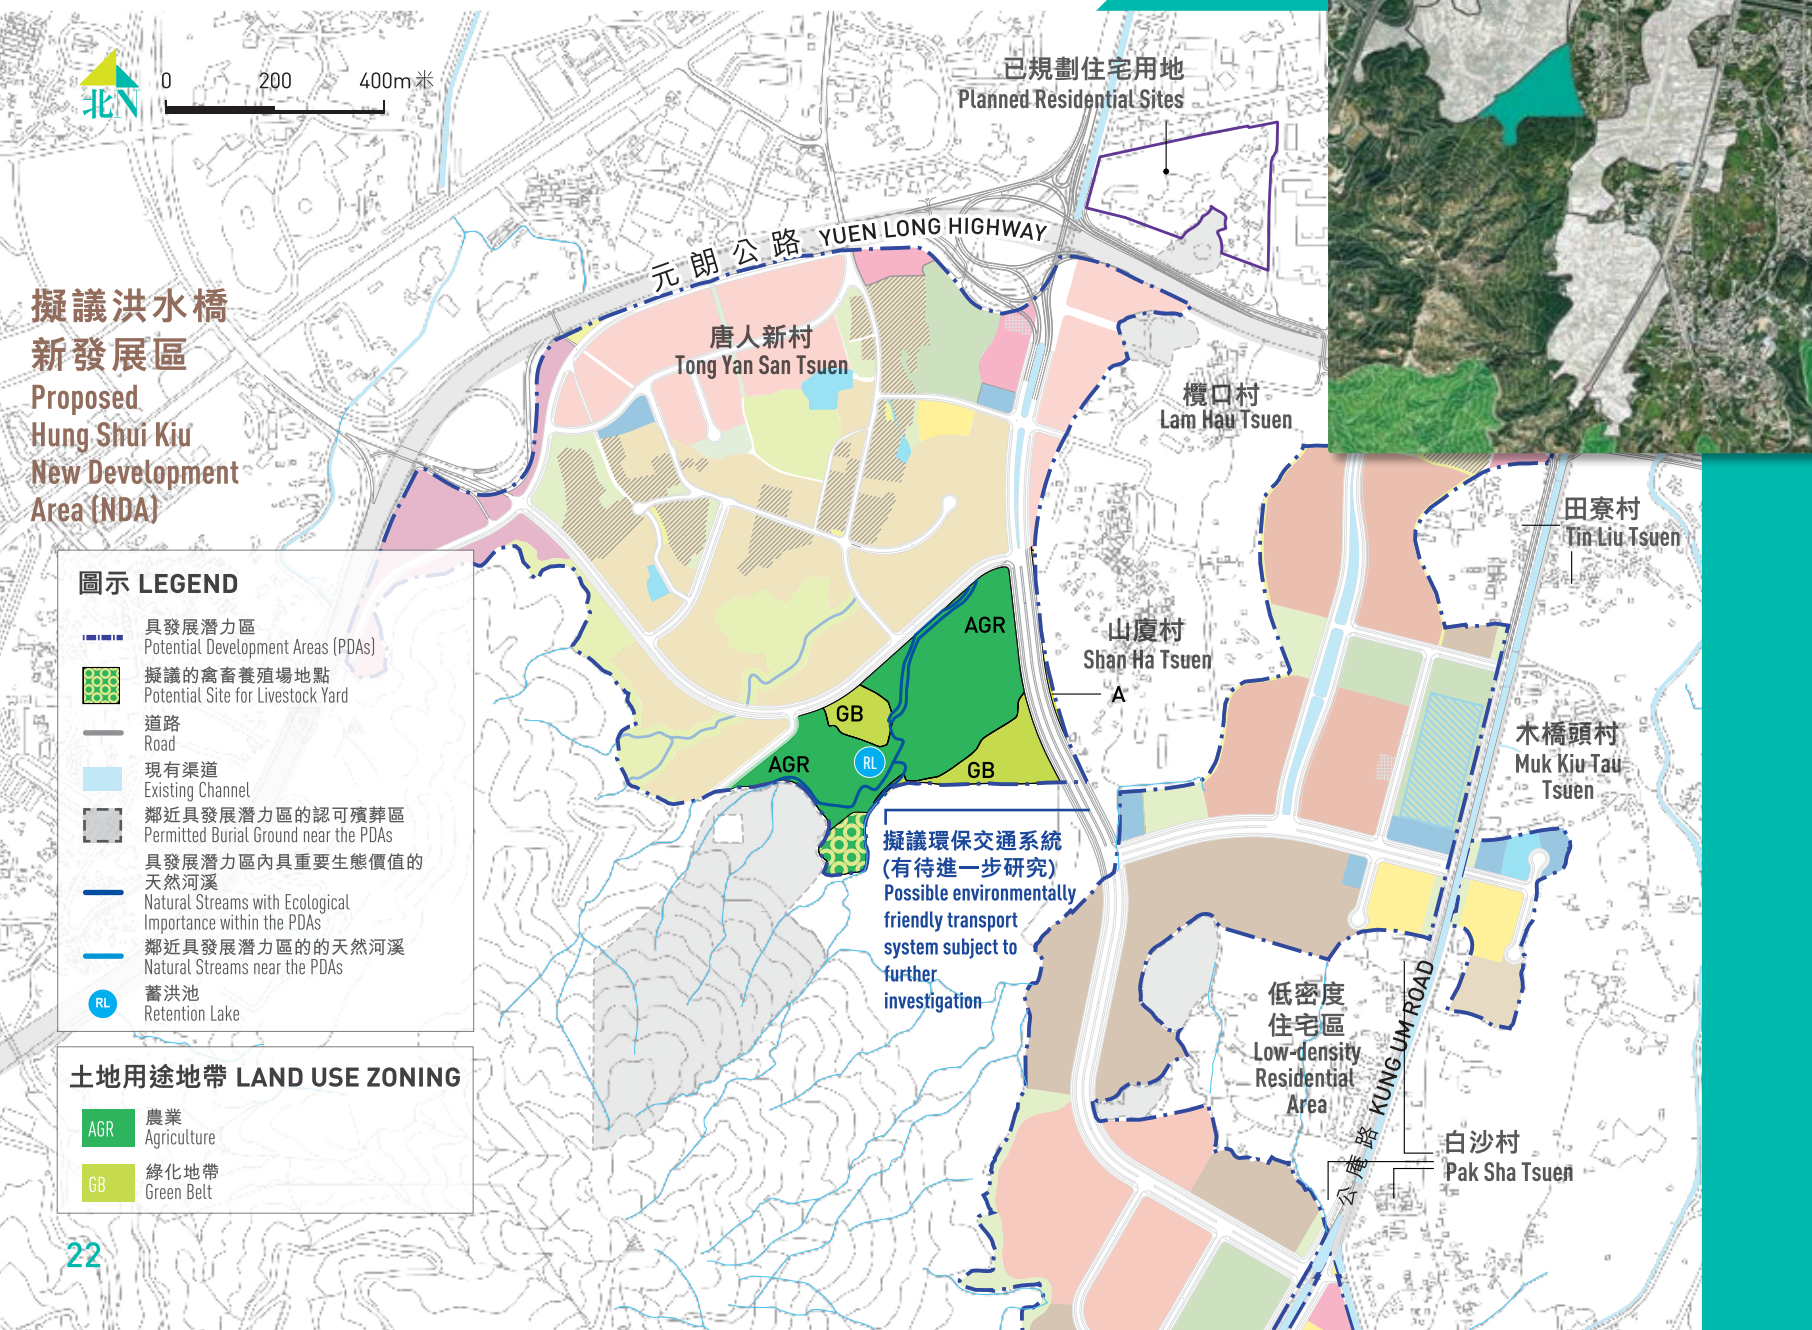 北N
0 200 400m米
已規劃住宅用地
Planned Residential Sites
元朗公路 YUEN LONG HIGHWAY
擬議洪水橋
新發展區
Proposed
Hung Shui Kiu
New Development
Area (NDA)
唐人新村
Tong Yan San Tsuen
欖口村
Lam Hau Tsuen
田寮村
Tin Liu Tsuen
山廈村
Shan Ha Tsuen
A
木橋頭村
Muk Kiu Tau
Tsuen
AGR
GB
AGR
RL
GB
擬議環保交通系統
(有待進一步研究)
Possible environmentally
friendly transport
system subject to
further
investigation
低密度
住宅區
Low-density
Residential
Area
公庵路 KUNG UM ROAD
白沙村
Pak Sha Tsuen
圖示 LEGEND
具發展潛力區
Potential Development Areas (PDAs)
擬議的禽畜養殖場地點
Potential Site for Livestock Yard
道路
Road
現有渠道
Existing Channel
鄰近具發展潛力區的認可殯葬區
Permitted Burial Ground near the PDAs
具發展潛力區內具重要生態價值的
天然河溪
Natural Streams with Ecological
Importance within the PDAs
鄰近具發展潛力區的的天然河溪
Natural Streams near the PDAs
RL
蓄洪池
Retention Lake
土地用途地帶 LAND USE ZONING
AGR
農業
Agriculture
GB
綠化地帶
Green Belt
22